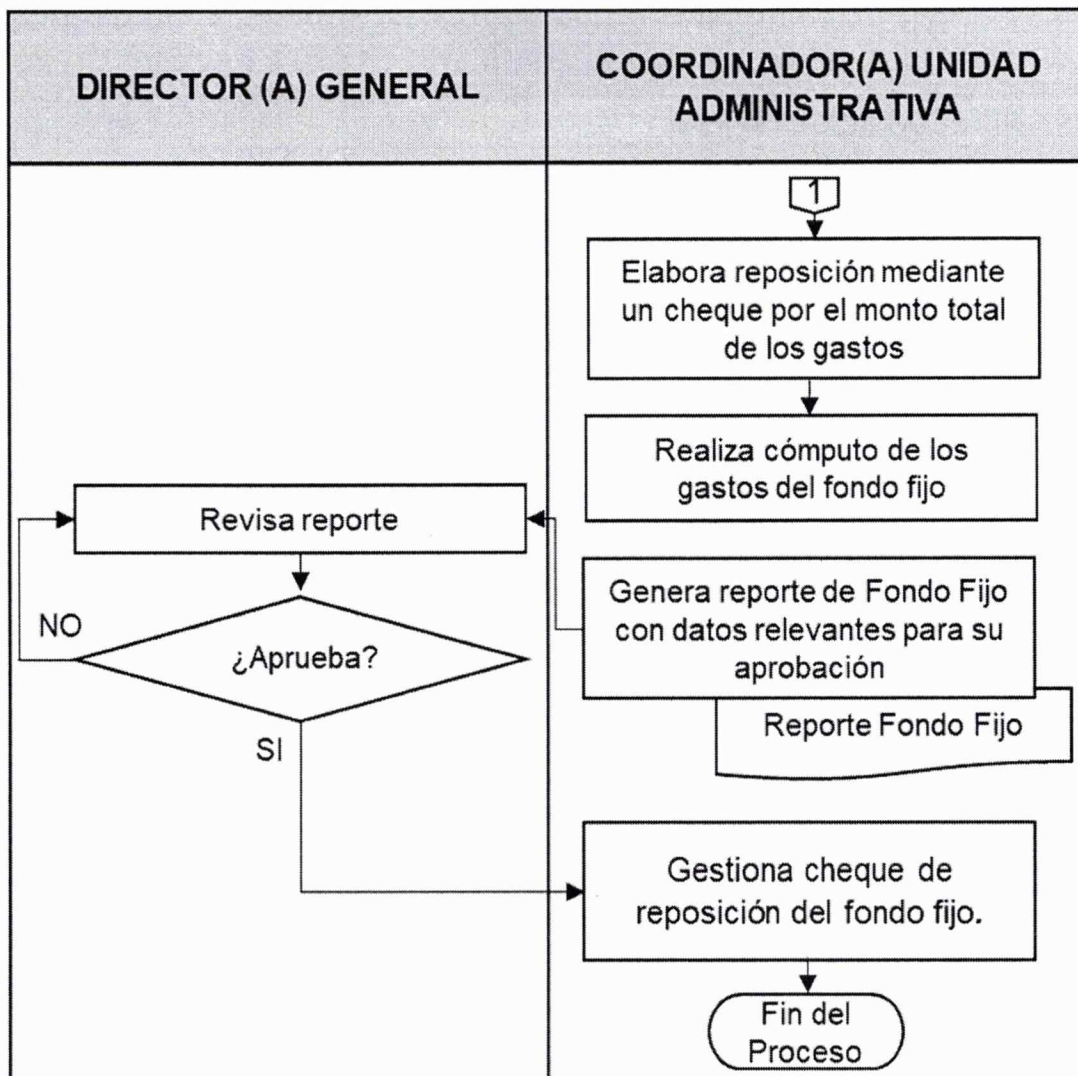 DIRECTOR (A) GENERAL
COORDINADOR(A) UNIDAD
ADMINISTRATIVA
1
Elabora reposición mediante
un cheque por el monto total
de los gastos
Realiza cómputo de los
gastos del fondo fijo
Revisa reporte
Genera reporte de Fondo Fijo
con datos relevantes para su
aprobación
NO
¿Aprueba?
Reporte Fondo Fijo
SI
Gestiona cheque de
reposición del fondo fijo.
Fin del
Proceso